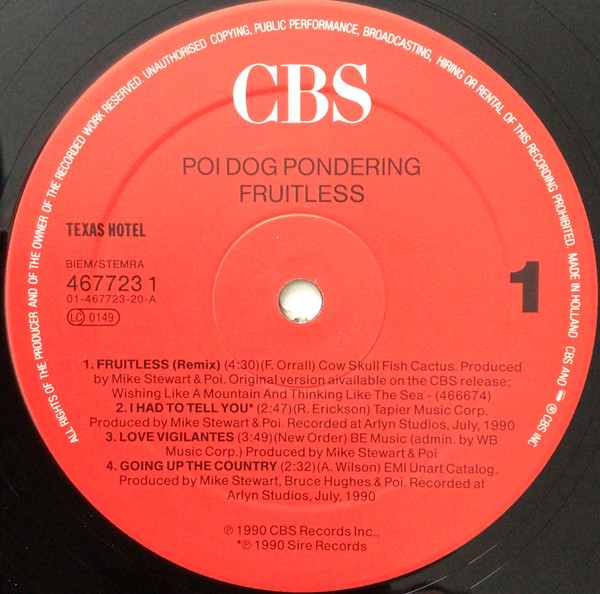 ALL RIGHTS OF THE PRODUCER AND OF THE OWNER OF THE RECORDED WORK RESERVED. UNAUTHORISED COPYING, PUBLIC PERFORMANCE, BROADCASTING, HIRING OR RENTAL OF THIS RECORDING PROHIBITED. MADE IN HOLLAND CBS AND ℗ CBS INC
CBS
POI DOG PONDERING
FRUITLESS
TEXAS HOTEL
BIEM/STEMRA
467723 1
01-467723-20-A
LC 0149
1
1. FRUITLESS (Remix) (4:30) (F. Orrall) Cow Skull Fish Cactus. Produced
by Mike Stewart & Poi. Original version aivailable on the CBS release:
Wishing Like A Mountain And Thinking Like The Sea - (466674)
2. I HAD TO TELL YOU* (2:47) (R. Erickson) Tapier Music Corp.
Produced by Mike Stewart & Poi. Recorded at Arlyn Studios, July, 1990
3. LOVE VIGILANTES (3:49) (New Order) BE Music (admin. by WB
Music Corp.) Produced by Mike Stewart & Poi
4. GOING UP THE COUNTRY (2:32) (A. Wilson) EMI Unart Catalog.
Produced by Mike Stewart, Bruce Hughes & Poi. Recorded at
Arlyn Studios, July, 1990
℗ 1990 CBS Records Inc.,
*℗ 1990 Sire Records